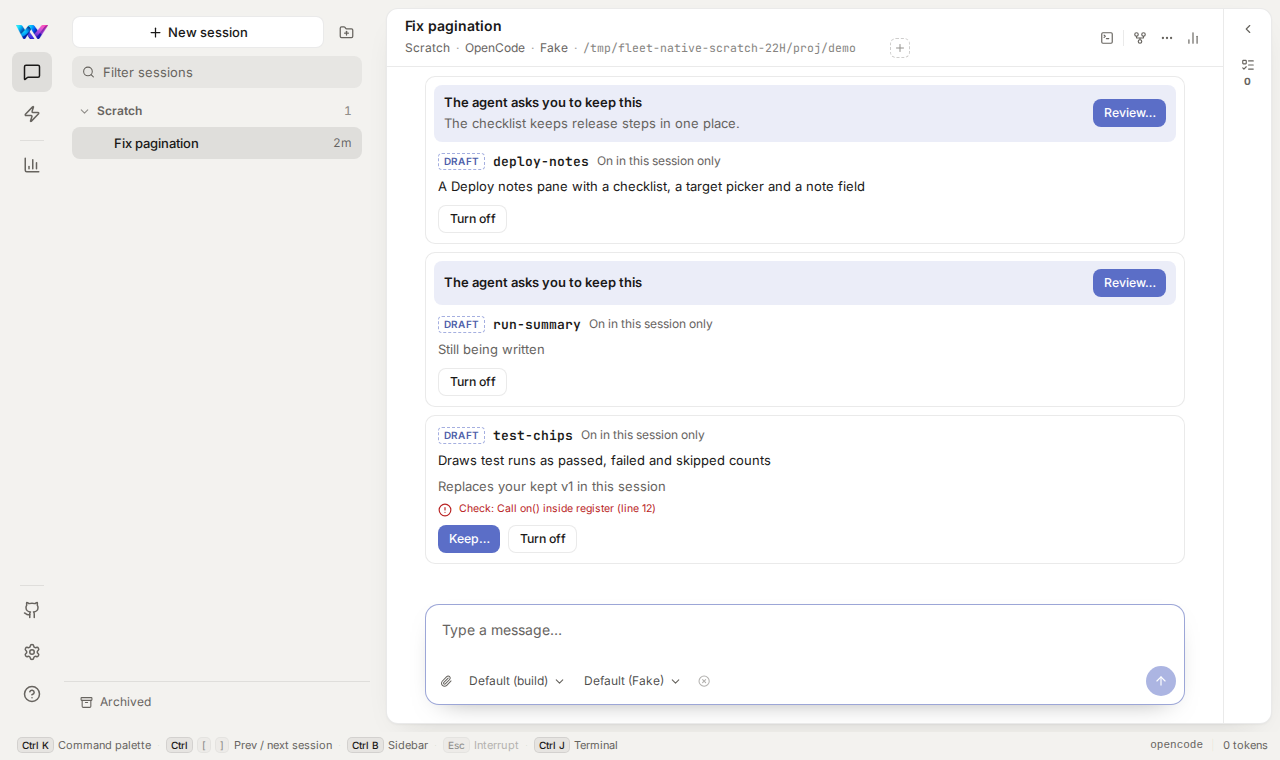 New session
Filter sessions
Scratch 1
Fix pagination 2m
Archived
Fix pagination
Scratch · OpenCode · Fake · /tmp/fleet-native-scratch-22H/proj/demo
0
The agent asks you to keep this
The checklist keeps release steps in one place.
Review...
DRAFT deploy-notes On in this session only
A Deploy notes pane with a checklist, a target picker and a note field
Turn off
The agent asks you to keep this
Review...
DRAFT run-summary On in this session only
Still being written
Turn off
DRAFT test-chips On in this session only
Draws test runs as passed, failed and skipped counts
Replaces your kept v1 in this session
Check: Call on() inside register (line 12)
Keep... Turn off
Type a message...
Default (build) Default (Fake)
Ctrl K Command palette Ctrl [ ] Prev / next session Ctrl B Sidebar Esc Interrupt Ctrl J Terminal opencode 0 tokens